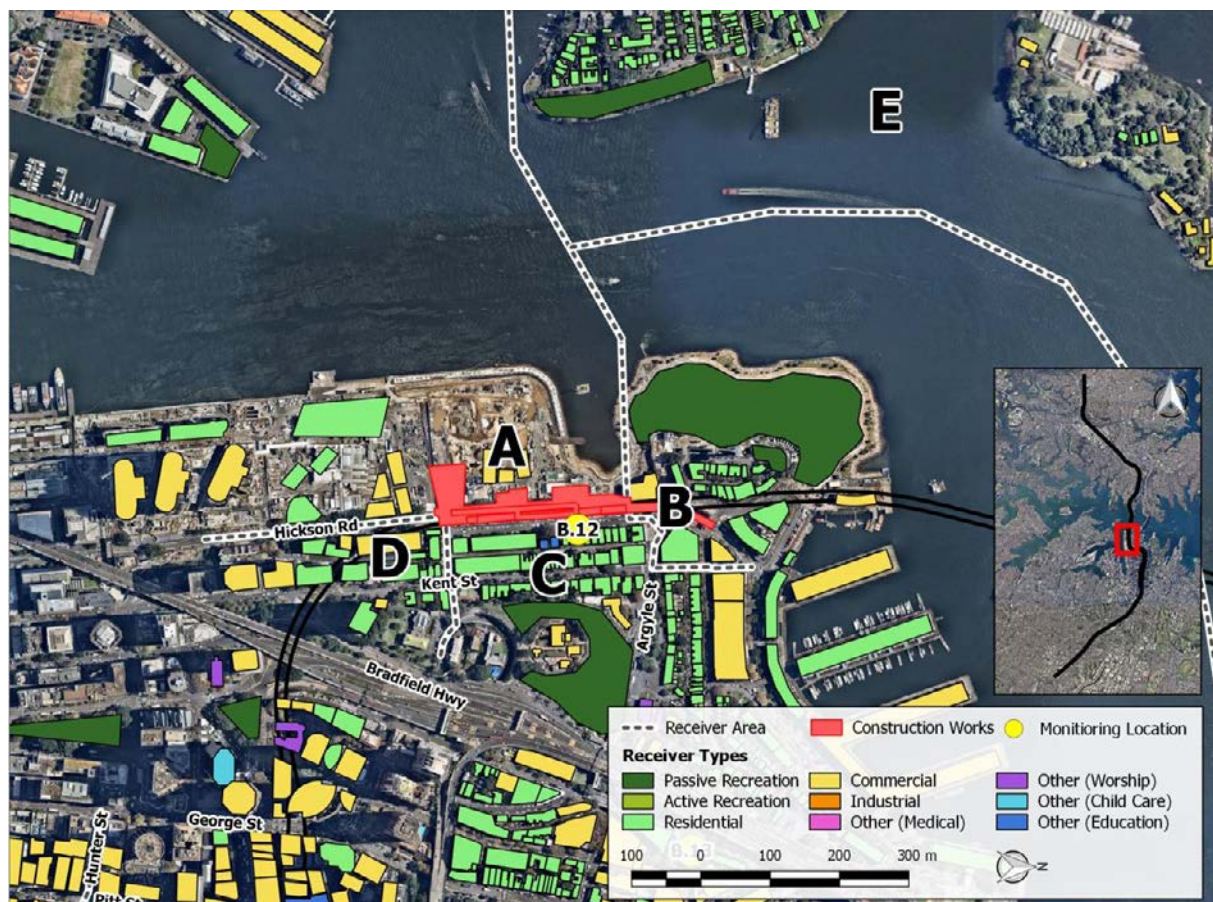 E
A
B
Hickson Rd
B.12
D
C
Kent St
Argyle St
Bradfield Hwy
George St
Hunter St
Receiver Area
Construction Works
Monitoring Location
Receiver Types
Passive Recreation
Commercial
Other (Worship)
Active Recreation
Industrial
Other (Child Care)
Residential
Other (Medical)
Other (Education)
100 0 100 200 300 m
N